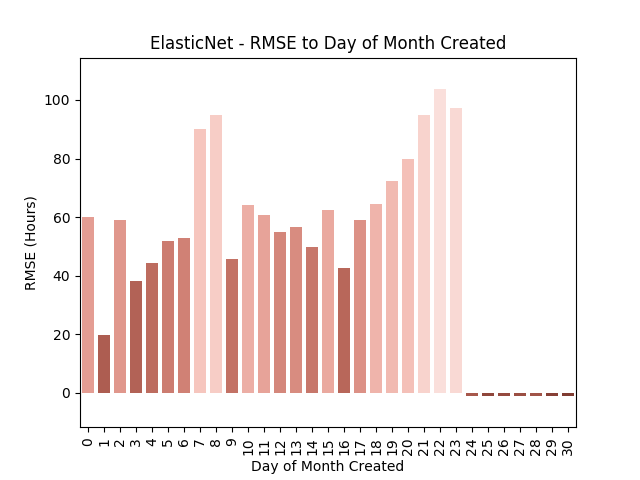 ElasticNet - RMSE to Day of Month Created
RMSE (Hours)
100
80
60
40
20
0
0 1 2 3 4 5 6 7 8 9 10 11 12 13 14 15 16 17 18 19 20 21 22 23 24 25 26 27 28 29 30
Day of Month Created